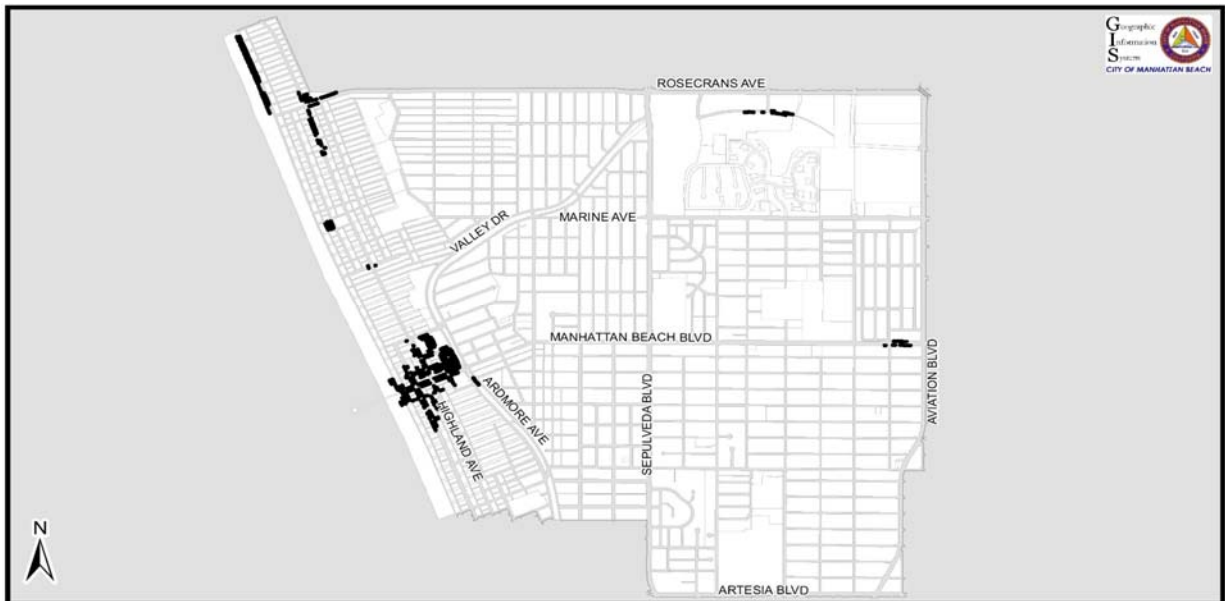 Geographic
Information
System
CITY OF MANHATTAN BEACH
ROSECRANS AVE
VALLEY DR
MARINE AVE
MANHATTAN BEACH BLVD
ARDMORE AVE
HIGHLAND AVE
SEPULVEDA BLVD
AVIATION BLVD
N
ARTESIA BLVD